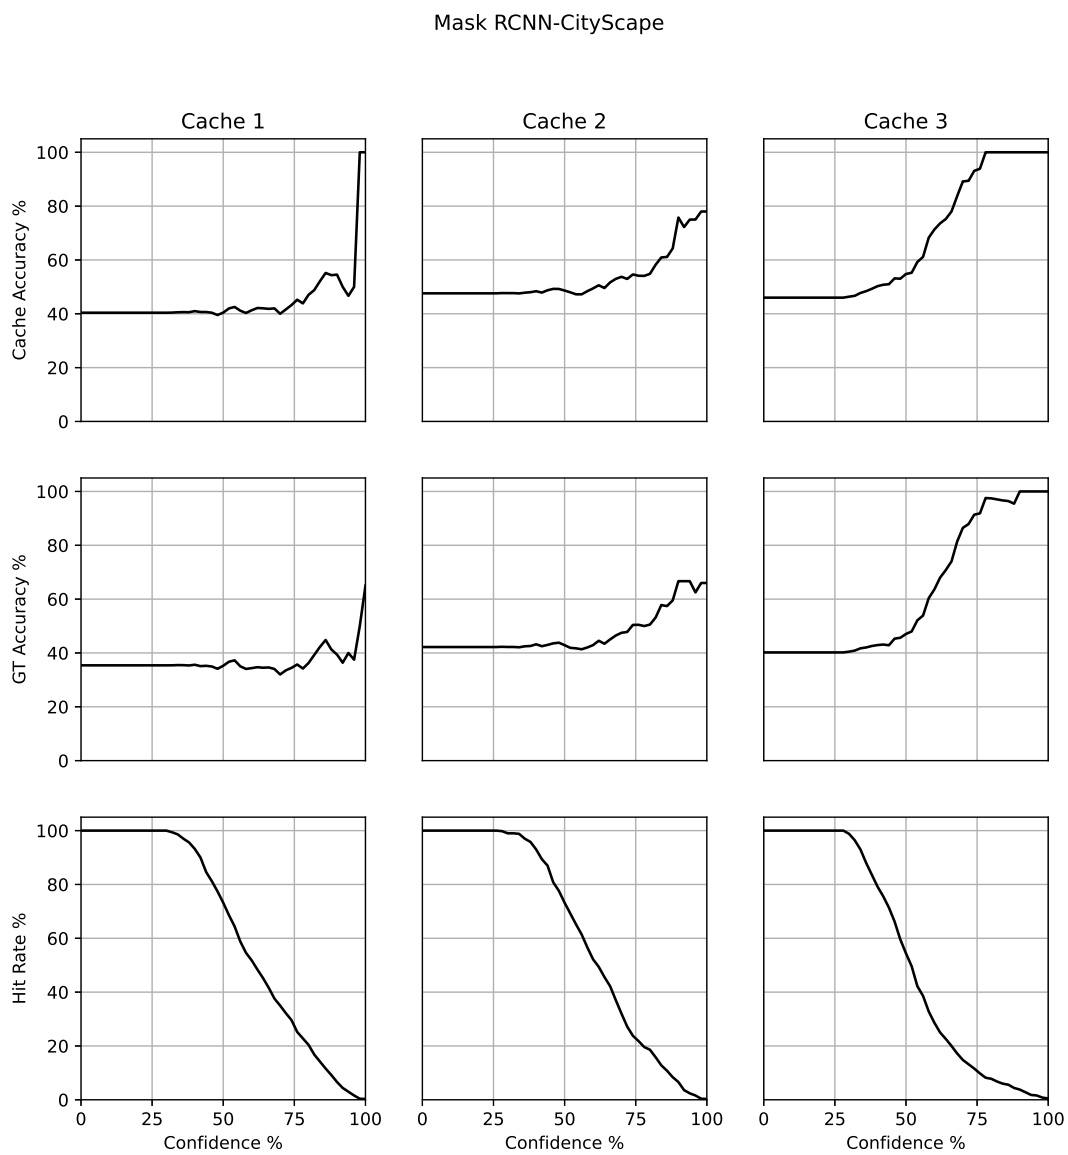 Mask RCNN-CityScape
Cache 1 Cache 2 Cache 3
Cache Accuracy %
100
80
60
40
20
0
GT Accuracy %
100
80
60
40
20
0
Hit Rate %
100
80
60
40
20
0
0 25 50 75 100 0 25 50 75 100 0 25 50 75 100
Confidence % Confidence % Confidence %